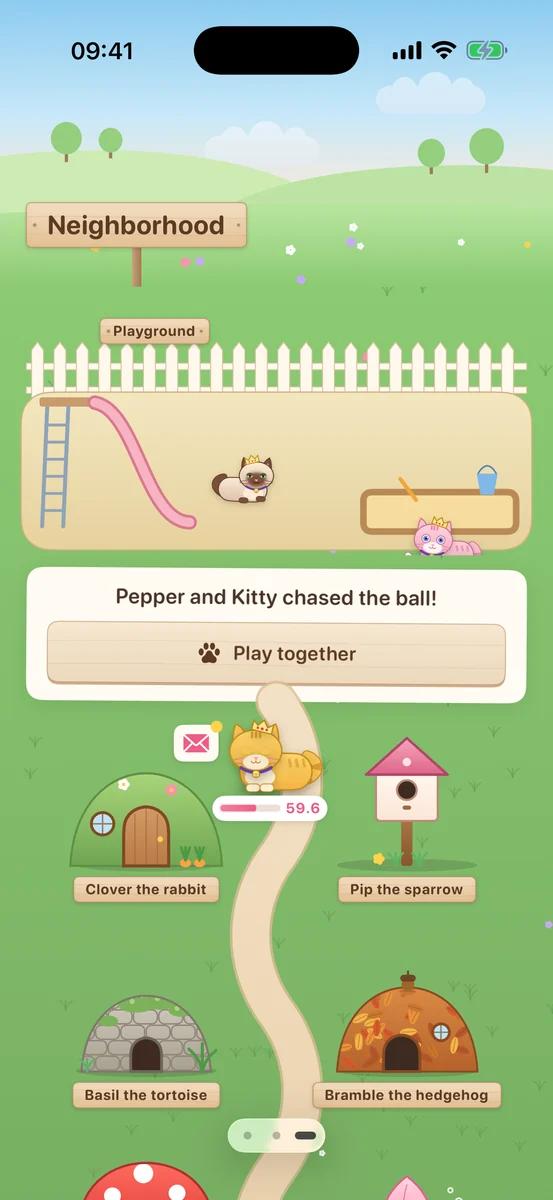 09:41
Neighborhood
Playground
Pepper and Kitty chased the ball!
Play together
59.6
Clover the rabbit
Pip the sparrow
Basil the tortoise
Bramble the hedgehog